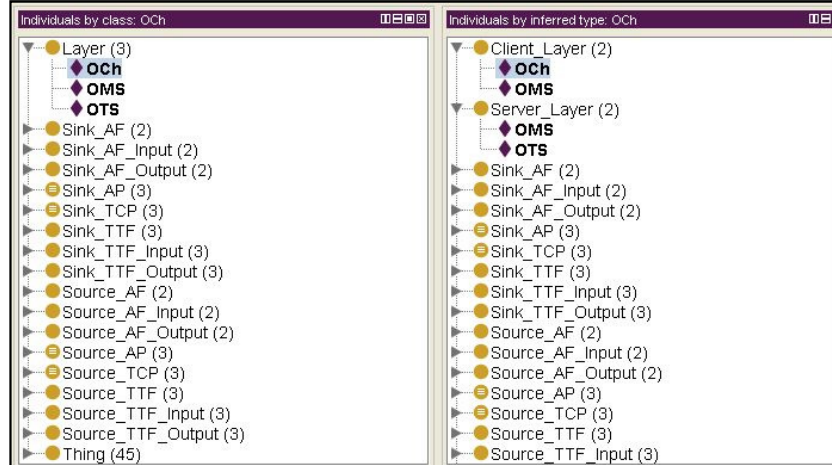 Individuals by class: OCh
Layer (3)
OCh
OMS
OTS
Sink_AF (2)
Sink_AF_Input (2)
Sink_AF_Output (2)
Sink_AP (3)
Sink_TCP (3)
Sink_TTF (3)
Sink_TTF_Input (3)
Sink_TTF_Output (3)
Source_AF (2)
Source_AF_Input (2)
Source_AF_Output (2)
Source_AP (3)
Source_TCP (3)
Source_TTF (3)
Source_TTF_Input (3)
Source_TTF_Output (3)
Thing (45)
Individuals by inferred type: OCh
Client_Layer (2)
OCh
OMS
Server_Layer (2)
OMS
OTS
Sink_AF (2)
Sink_AF_Input (2)
Sink_AF_Output (2)
Sink_AP (3)
Sink_TCP (3)
Sink_TTF (3)
Sink_TTF_Input (3)
Sink_TTF_Output (3)
Source_AF (2)
Source_AF_Input (2)
Source_AF_Output (2)
Source_AP (3)
Source_TCP (3)
Source_TTF (3)
Source_TTF_Input (3)